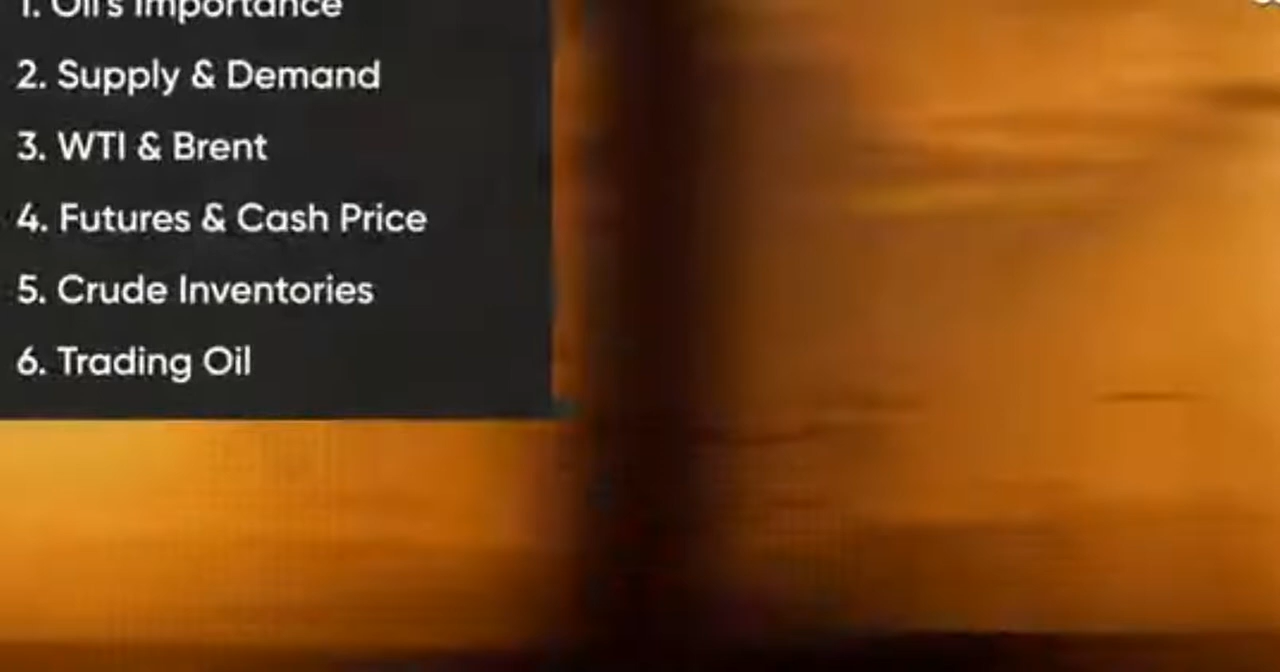 1. Oil's Importance
2. Supply & Demand
3. WTI & Brent
4. Futures & Cash Price
5. Crude Inventories
6. Trading Oil